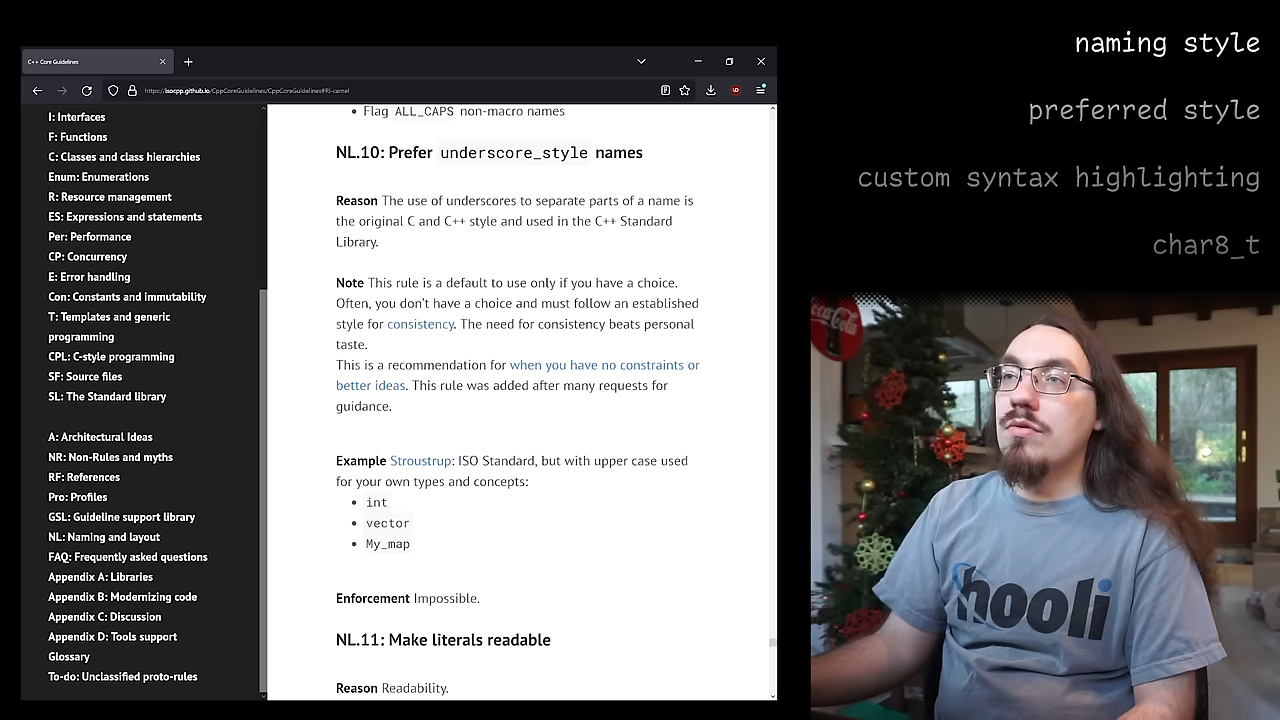 naming style
preferred style
custom syntax highlighting
char8_t
C++ Core Guidelines
https://isocpp.github.io/CppCoreGuidelines/CppCoreGuidelines#Rl-camel
I: Interfaces
F: Functions
C: Classes and class hierarchies
Enum: Enumerations
R: Resource management
ES: Expressions and statements
Per: Performance
CP: Concurrency
E: Error handling
Con: Constants and immutability
T: Templates and generic
programming
CPL: C-style programming
SF: Source files
SL: The Standard library
A: Architectural Ideas
NR: Non-Rules and myths
RF: References
Pro: Profiles
GSL: Guideline support library
NL: Naming and layout
FAQ: Frequently asked questions
Appendix A: Libraries
Appendix B: Modernizing code
Appendix C: Discussion
Appendix D: Tools support
Glossary
To-do: Unclassified proto-rules
• Flag ALL_CAPS non-macro names
NL.10: Prefer underscore_style names
Reason The use of underscores to separate parts of a name is
the original C and C++ style and used in the C++ Standard
Library.
Note This rule is a default to use only if you have a choice.
Often, you don't have a choice and must follow an established
style for consistency. The need for consistency beats personal
taste.
This is a recommendation for when you have no constraints or
better ideas. This rule was added after many requests for
guidance.
Example Stroustrup: ISO Standard, but with upper case used
for your own types and concepts:
• int
• vector
• My_map
Enforcement Impossible.
NL.11: Make literals readable
Reason Readability.
Coca-Cola
hooli